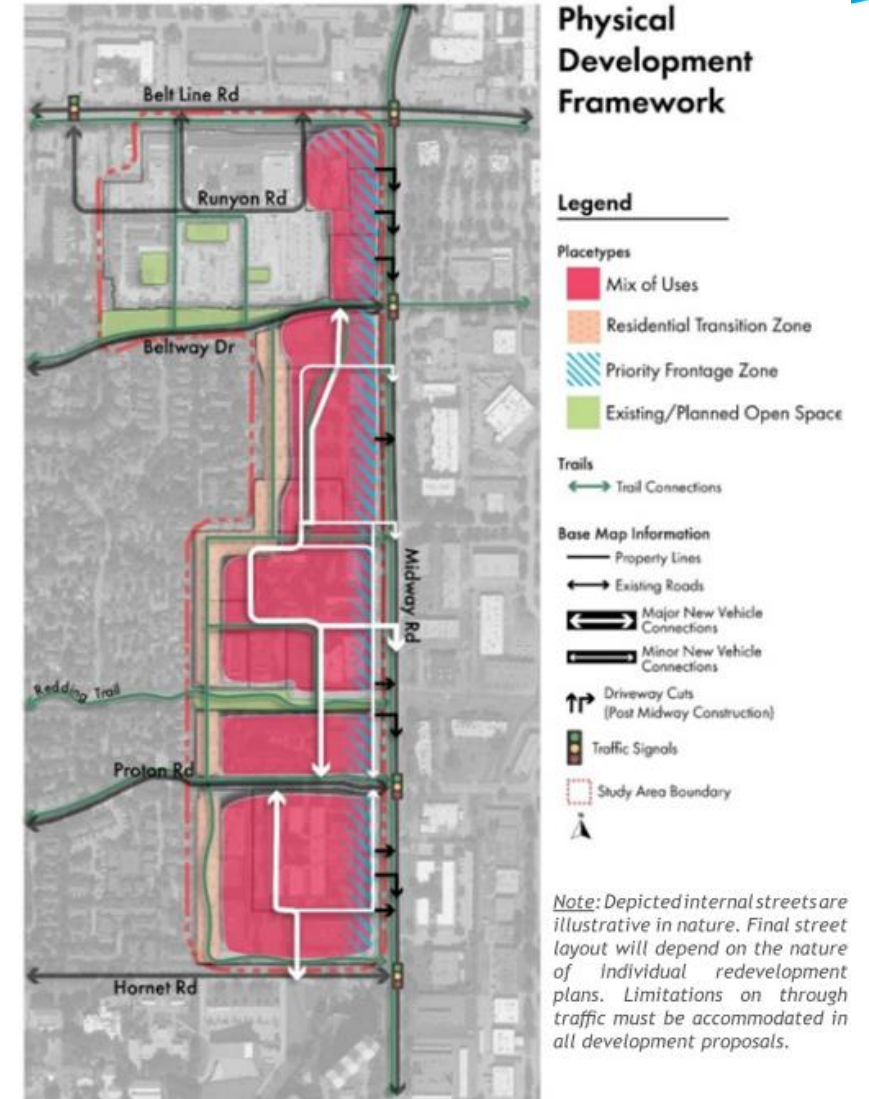 Physical
Development
Framework
Belt Line Rd
Runyon Rd
Beltway Dr
Midway Rd
Redding Trail
Proton Rd
Hornet Rd
Legend
Placetypes
Mix of Uses
Residential Transition Zone
Priority Frontage Zone
Existing/Planned Open Space
Trails
Trail Connections
Base Map Information
Property Lines
Existing Roads
Major New Vehicle
Connections
Minor New Vehicle
Connections
Driveway Cuts
(Post Midway Construction)
Traffic Signals
Study Area Boundary
Note: Depicted internal streets are
illustrative in nature. Final street
layout will depend on the nature
of individual redevelopment
plans. Limitations on through
traffic must be accommodated in
all development proposals.